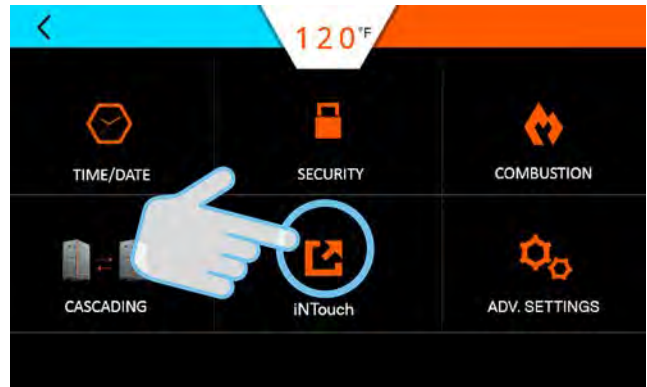 120°F
TIME/DATE
SECURITY
COMBUSTION
CASCADING
iNTouch
ADV. SETTINGS